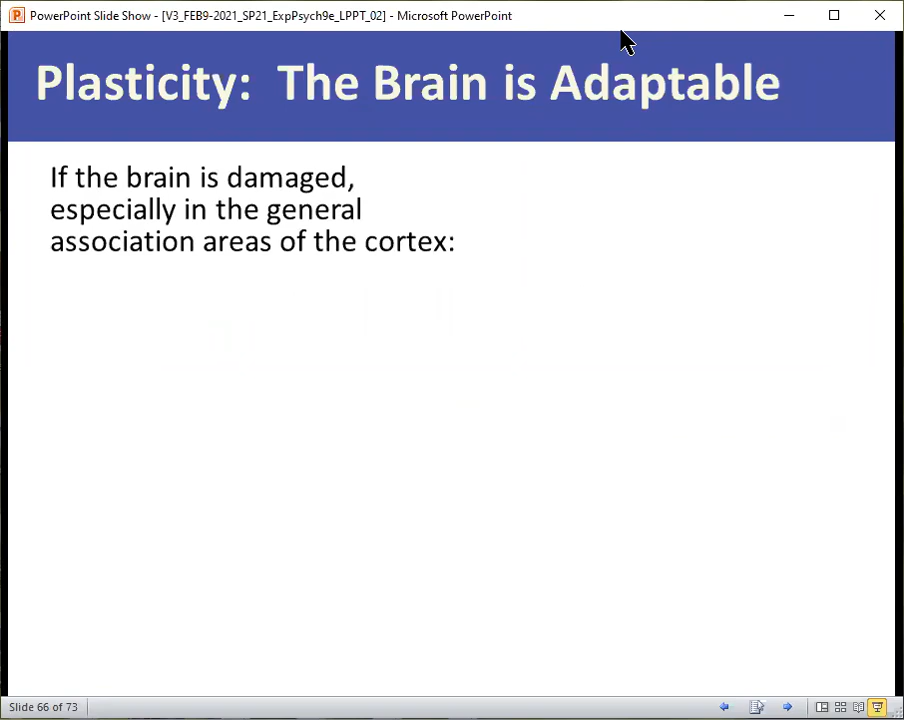 PowerPoint Slide Show - [V3_FEB9-2021_SP21_ExpPsych9e_LPPT_02] - Microsoft PowerPoint
Plasticity:  The Brain is Adaptable
If the brain is damaged,
especially in the general
association areas of the cortex:
Slide 66 of 73